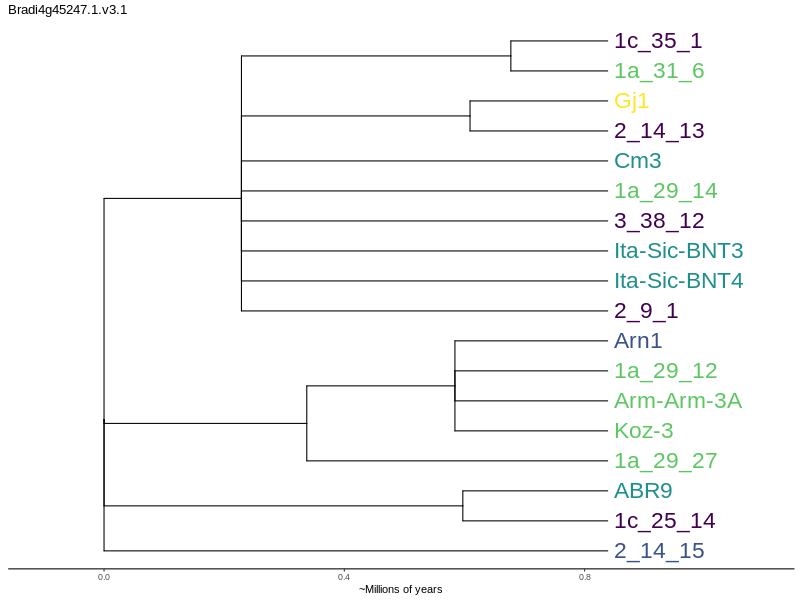 Bradi4g45247.1.v3.1
1c_35_1
1a_31_6
Gj1
2_14_13
Cm3
1a_29_14
3_38_12
Ita-Sic-BNT3
Ita-Sic-BNT4
2_9_1
Arn1
1a_29_12
Arm-Arm-3A
Koz-3
1a_29_27
ABR9
1c_25_14
2_14_15
0.0 0.4 0.8
~Millions of years